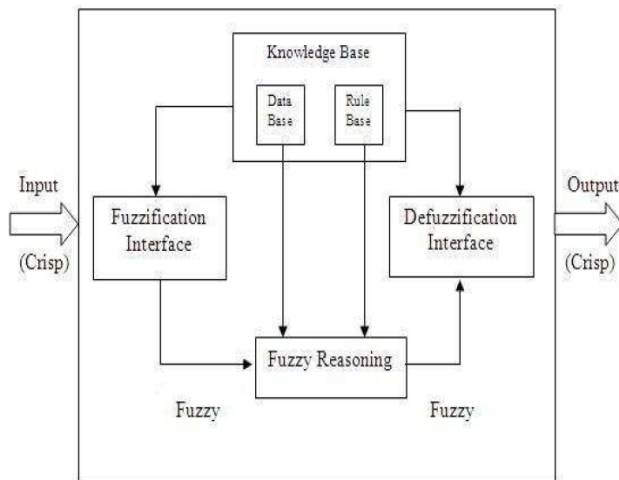 Knowledge Base
Data
Base
Rule
Base
Input
(Crisp)
Fuzzification
Interface
Defuzzification
Interface
Output
(Crisp)
Fuzzy Reasoning
Fuzzy
Fuzzy